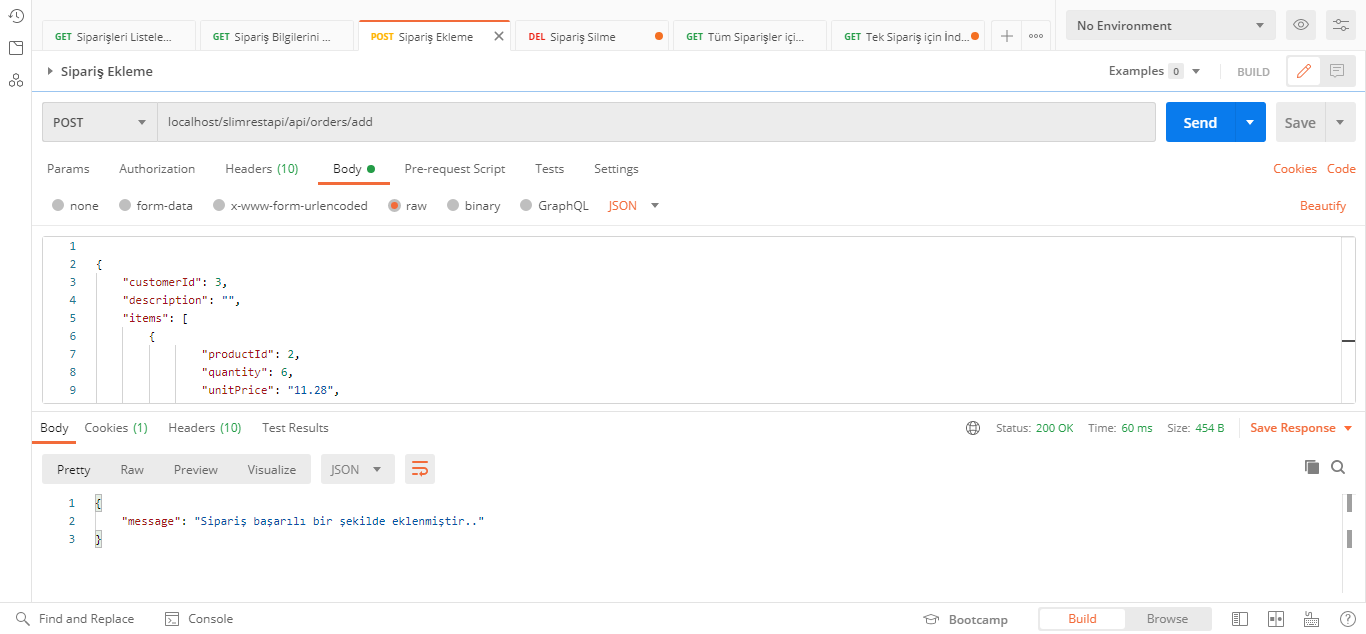 GET Siparişleri Listele...
GET Sipariş Bilgilerini ...
POST Sipariş Ekleme
DEL Sipariş Silme
GET Tüm Siparişler içi...
GET Tek Sipariş için İnd...
No Environment
Sipariş Ekleme
Examples 0
BUILD
POST
localhost/slimrestapi/api/orders/add
Send
Save
Params
Authorization
Headers (10)
Body
Pre-request Script
Tests
Settings
Cookies
Code
none
form-data
x-www-form-urlencoded
raw
binary
GraphQL
JSON
Beautify
1
2 {
3 "customerId": 3,
4 "description": "",
5 "items": [
6 {
7 "productId": 2,
8 "quantity": 6,
9 "unitPrice": "11.28",
Body
Cookies (1)
Headers (10)
Test Results
Status: 200 OK
Time: 60 ms
Size: 454 B
Save Response
Pretty
Raw
Preview
Visualize
JSON
1 {
2 "message": "Sipariş başarılı bir şekilde eklenmiştir.."
3 }
Find and Replace
Console
Bootcamp
Build
Browse